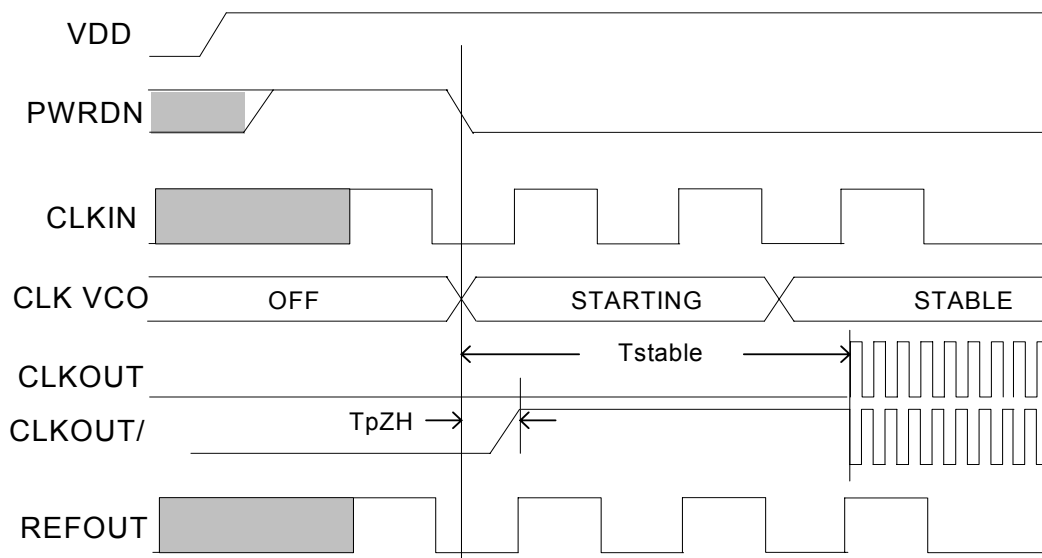 VDD
PWRDN
CLKIN
CLK VCO
OFF
STARTING
STABLE
Tstable
CLKOUT
TpZH
CLKOUT/
REFOUT